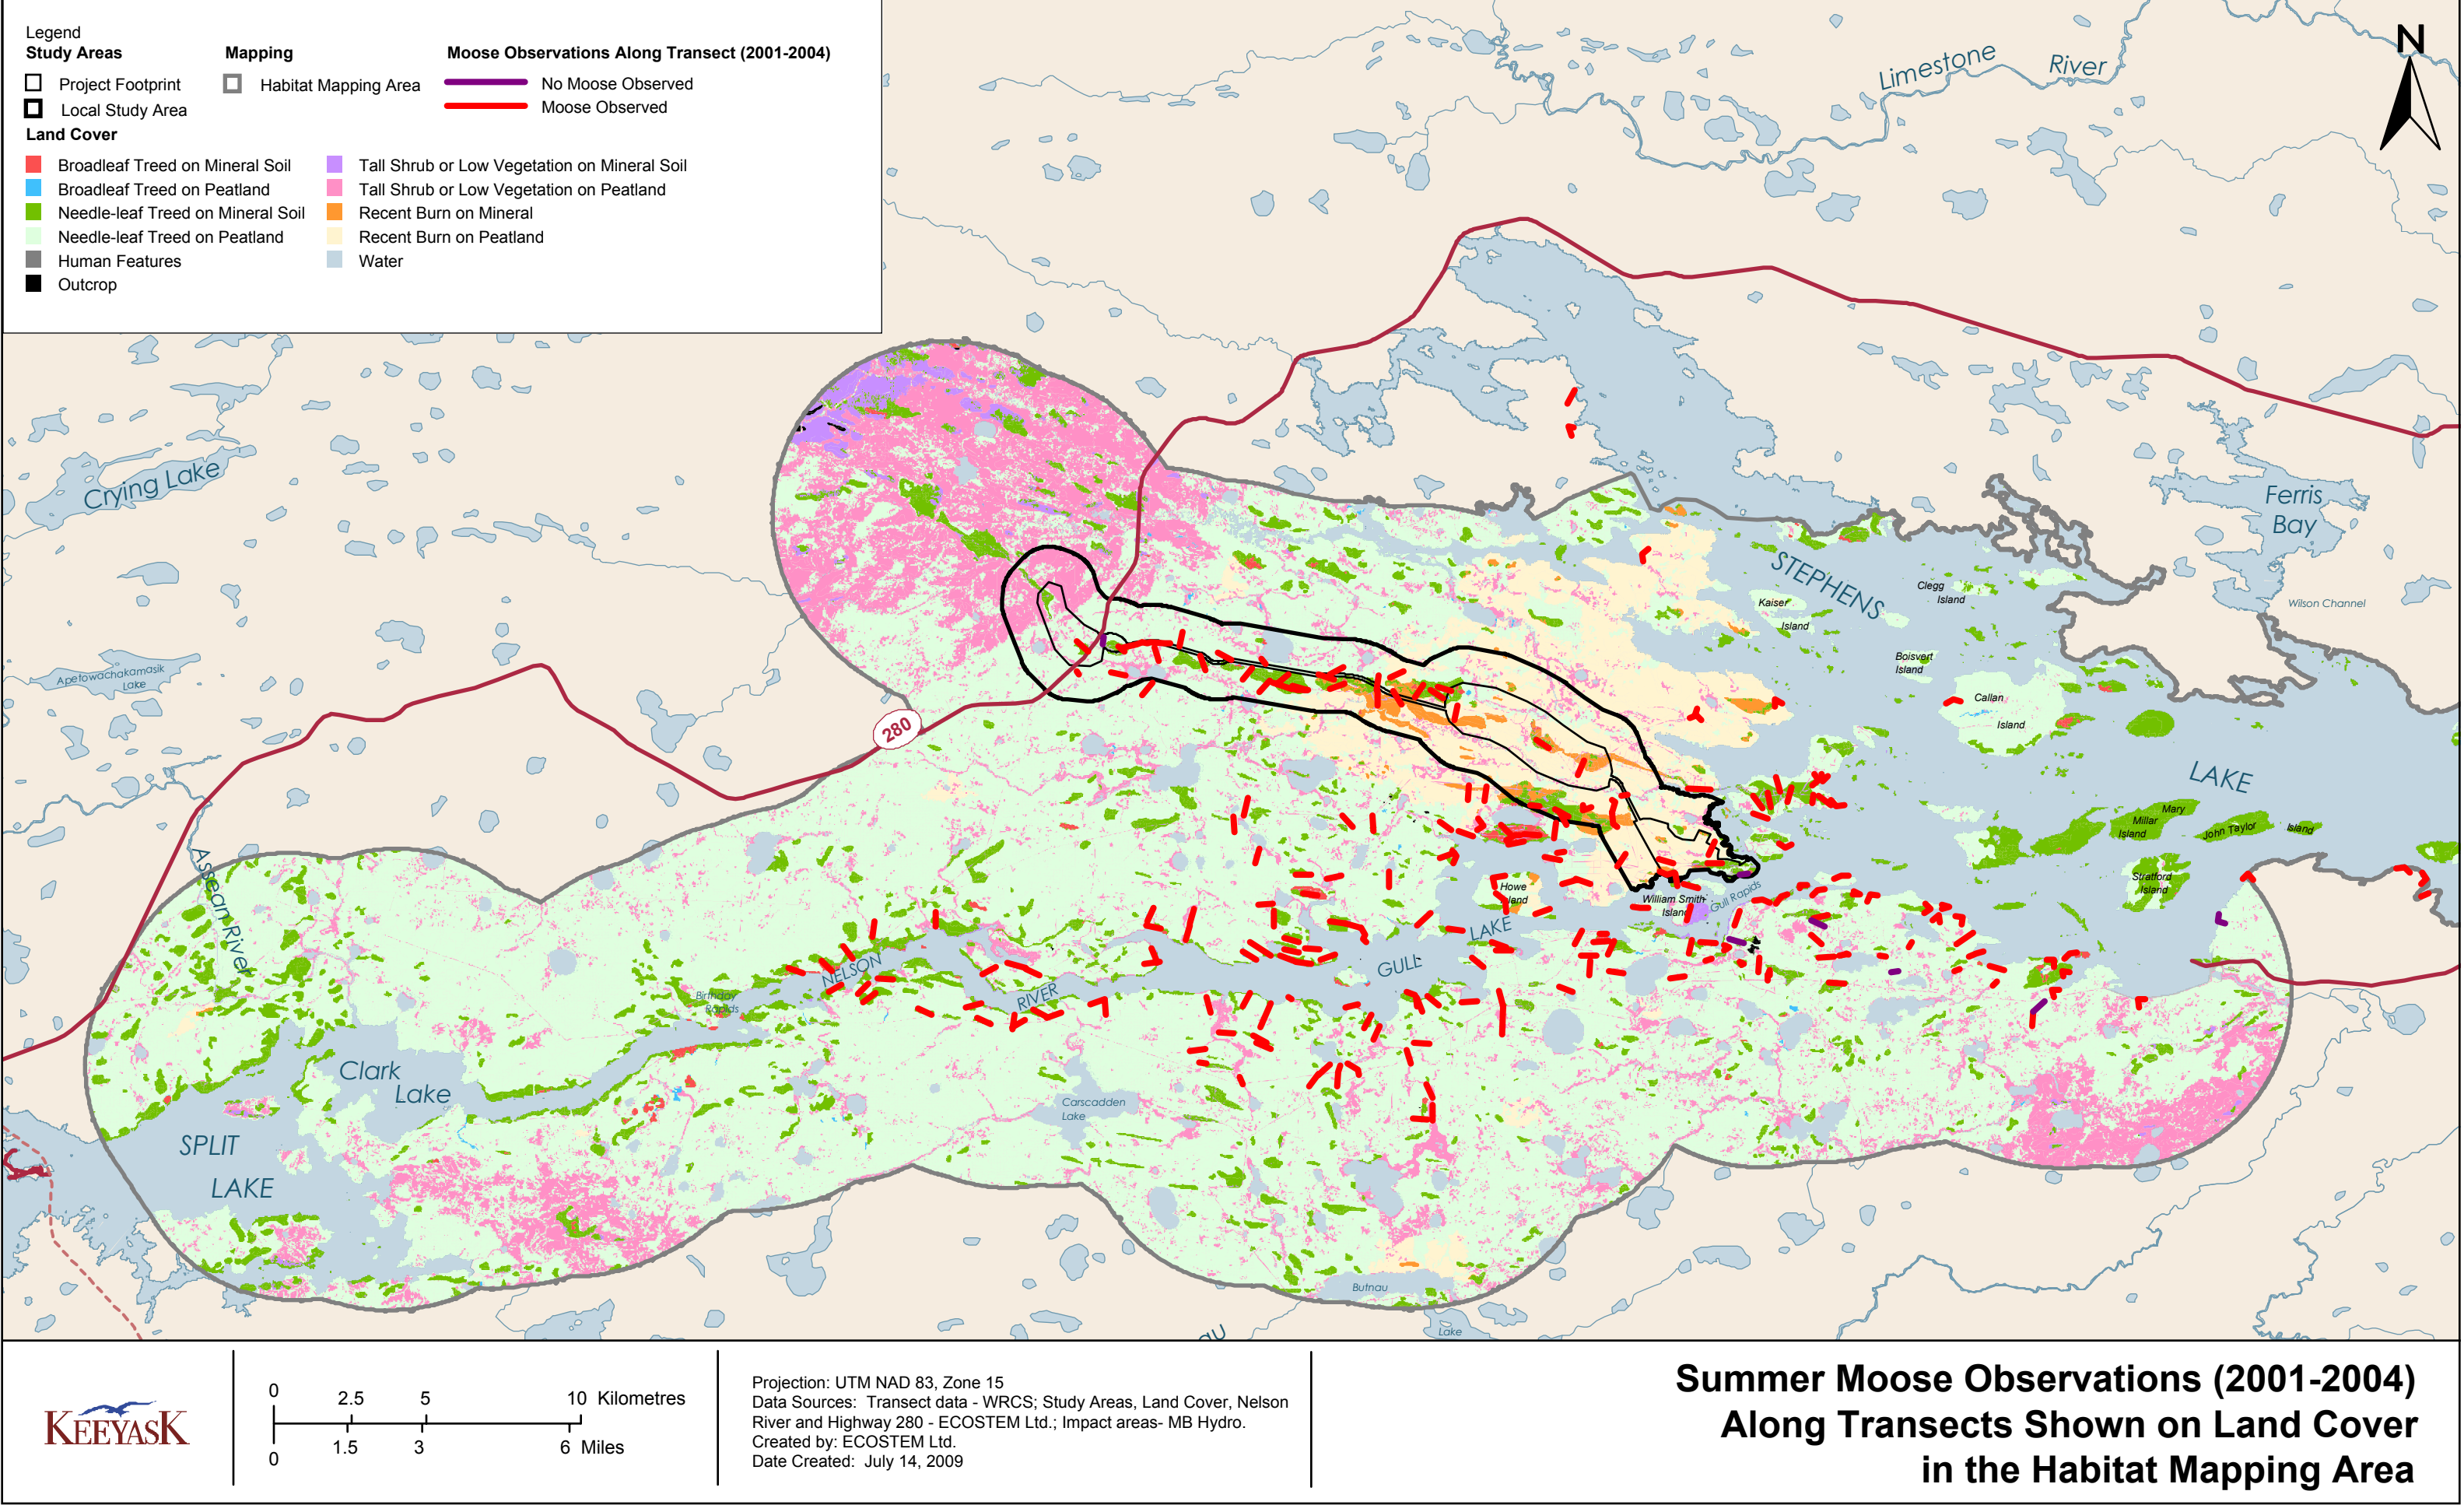 Legend
Study Areas
Project Footprint
Local Study Area
Mapping
Habitat Mapping Area
Moose Observations Along Transect (2001-2004)
No Moose Observed
Moose Observed
Land Cover
Broadleaf Treed on Mineral Soil
Broadleaf Treed on Peatland
Needle-leaf Treed on Mineral Soil
Needle-leaf Treed on Peatland
Human Features
Outcrop
Tall Shrub or Low Vegetation on Mineral Soil
Tall Shrub or Low Vegetation on Peatland
Recent Burn on Mineral
Recent Burn on Peatland
Water
N
Limestone
River
Crying Lake
Ferris
Bay
Wilson Channel
STEPHENS
LAKE
Clegg
Island
Kaiser
Island
Boisvert
Island
Callan
Island
Apetowachakamasik
Lake
280
Mary
Millar
Island
John Taylor
Island
Stratford
Island
Assean River
Howe
land
William Smith
Island
Gull Rapids
GULL
LAKE
NELSON
RIVER
Birthday
Rapids
Clark
Lake
SPLIT
LAKE
Carscadden
Lake
Butnau
Lake
au
KEEYASK
0 2.5 5 10 Kilometres
0 1.5 3 6 Miles
Projection: UTM NAD 83, Zone 15
Data Sources: Transect data - WRCS; Study Areas, Land Cover, Nelson
River and Highway 280 - ECOSTEM Ltd.; Impact areas- MB Hydro.
Created by: ECOSTEM Ltd.
Date Created: July 14, 2009
Summer Moose Observations (2001-2004)
Along Transects Shown on Land Cover
in the Habitat Mapping Area